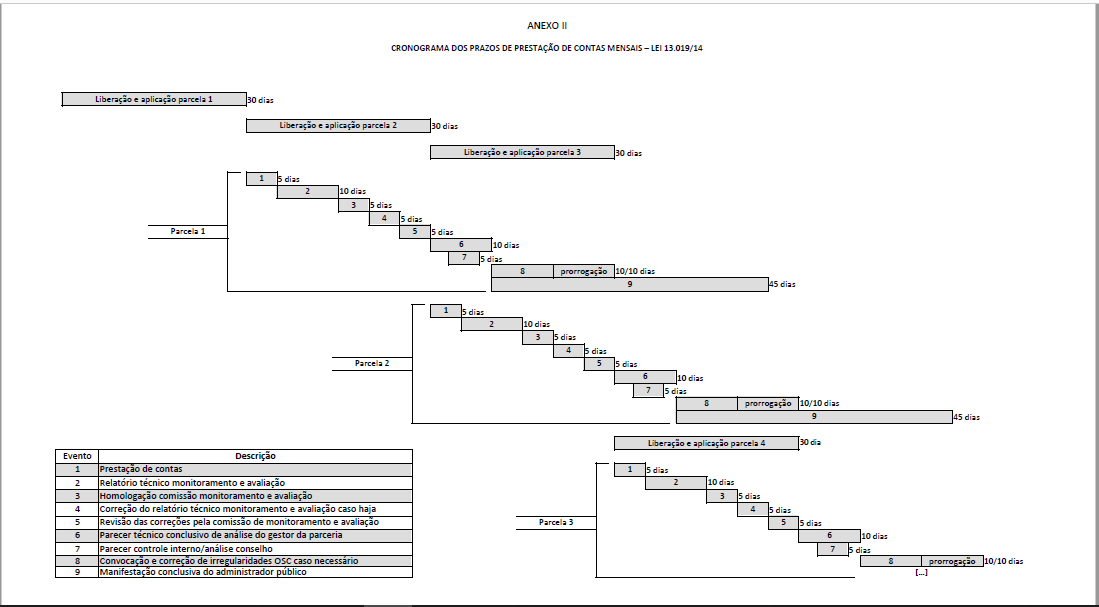 ANEXO II
CRONOGRAMA DOS PRAZOS DE PRESTAÇÃO DE CONTAS MENSAIS – LEI 13.019/14
Liberação e aplicação parcela 1 30 dias
Liberação e aplicação parcela 2 30 dias
Liberação e aplicação parcela 3 30 dias
Parcela 1
1 5 dias
2 10 dias
3 5 dias
4 5 dias
5 5 dias
6 10 dias
7 5 dias
8 prorrogação 10/10 dias
9 45 dias
Parcela 2
1 5 dias
2 10 dias
3 5 dias
4 5 dias
5 5 dias
6 10 dias
7 5 dias
8 prorrogação 10/10 dias
9 45 dias
Liberação e aplicação parcela 4 30 dia
Parcela 3
1 5 dias
2 10 dias
3 5 dias
4 5 dias
5 5 dias
6 10 dias
7 5 dias
8 prorrogação 10/10 dias
[...]
Evento Descrição
1 Prestação de contas
2 Relatório técnico monitoramento e avaliação
3 Homologação comissão monitoramento e avaliação
4 Correção do relatório técnico monitoramento e avaliação caso haja
5 Revisão das correções pela comissão de monitoramento e avaliação
6 Parecer técnico conclusivo de análise do gestor da parceria
7 Parecer controle interno/análise conselho
8 Convocação e correção de irregularidades OSC caso necessário
9 Manifestação conclusiva do administrador público